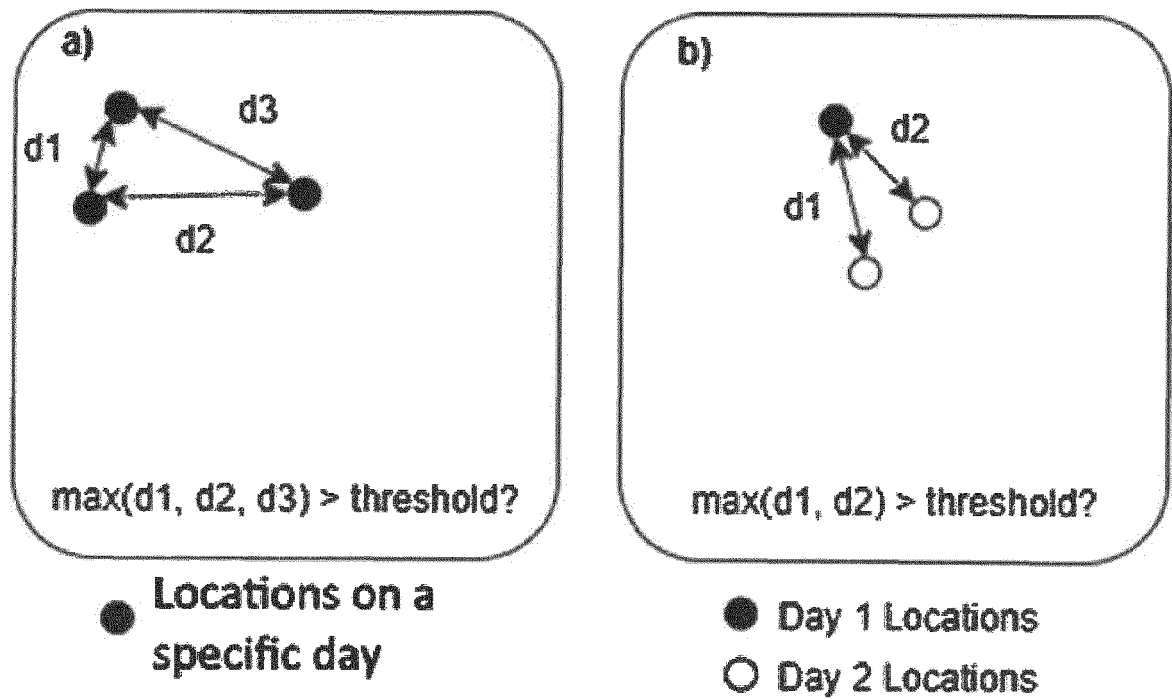 a)
d3
d1
d2
max(d1, d2, d3) > threshold?
Locations on a
specific day
b)
d2
d1
max(d1, d2) > threshold?
Day 1 Locations
Day 2 Locations